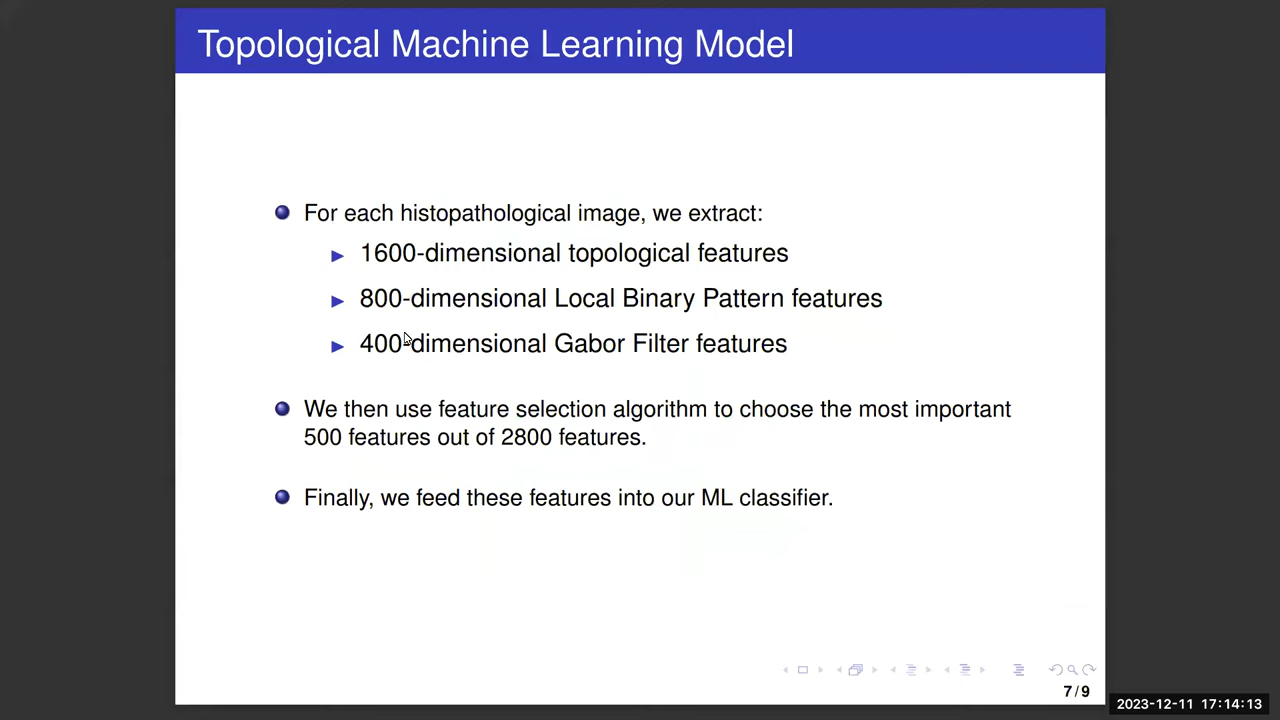 Topological Machine Learning Model
For each histopathological image, we extract:
1600-dimensional topological features
800-dimensional Local Binary Pattern features
400-dimensional Gabor Filter features
We then use feature selection algorithm to choose the most important
500 features out of 2800 features.
Finally, we feed these features into our ML classifier.
7/9
2023-12-11 17:14:13